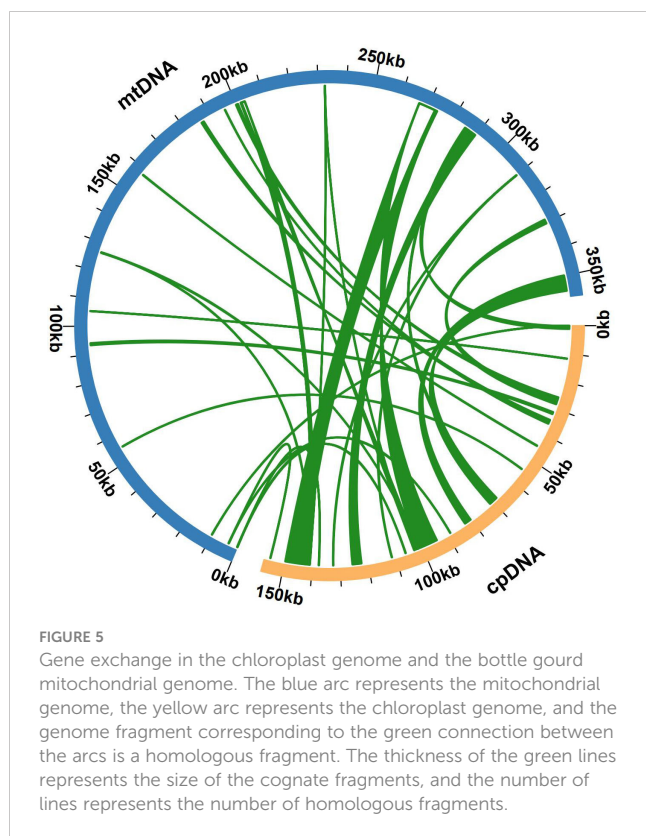 mtDNA
200kb
250kb
300kb
150kb
350kb
100kb
0kb
50kb
50kb
0kb
150kb
100kb
cpDNA
FIGURE 5
Gene exchange in the chloroplast genome and the bottle gourd
mitochondrial genome. The blue arc represents the mitochondrial
genome, the yellow arc represents the chloroplast genome, and the
genome fragment corresponding to the green connection between
the arcs is a homologous fragment. The thickness of the green lines
represents the size of the cognate fragments, and the number of
lines represents the number of homologous fragments.